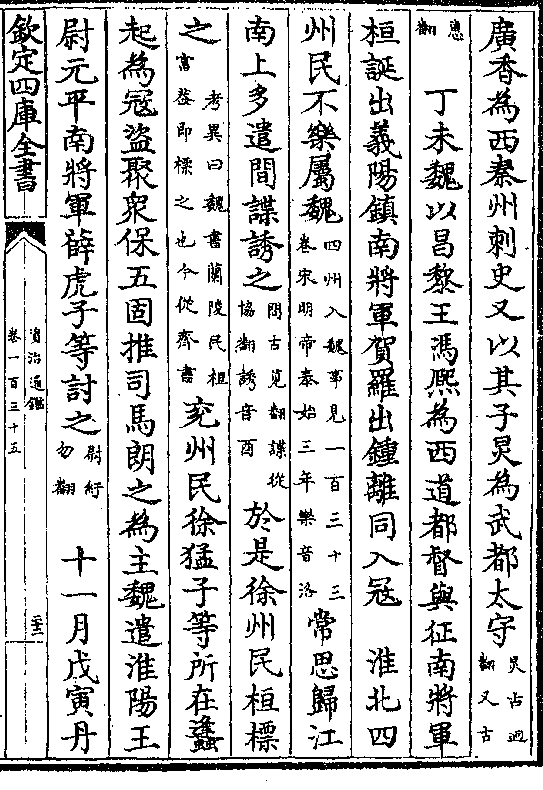 廣香為西秦州刺史又以其子炅為武都太守炅古迥翻又古
惠翻 丁未魏以昌黎王馮熈為西道都督與征南將軍
桓誕出義陽鎮南將軍賀羅出鍾離同入寇 淮北四
州民不樂屬魏四州入魏事見一百三十三卷宋明帝泰始三年樂音洛常思歸江
南上多遣間諜誘之間古莧翻諜從協翻誘音酉於是徐州民桓標
之考異曰魏書蘭陵民桓富葢即標之也今從齊書兖州民徐猛子等所在蠭
起為寇盜聚衆保五固推司馬朗之為主魏遣淮陽王
尉元平南將軍薛虎子等討之尉紆勿翻 十一月戊寅丹
欽定四庫全書
資治通鑑
卷一百三十五